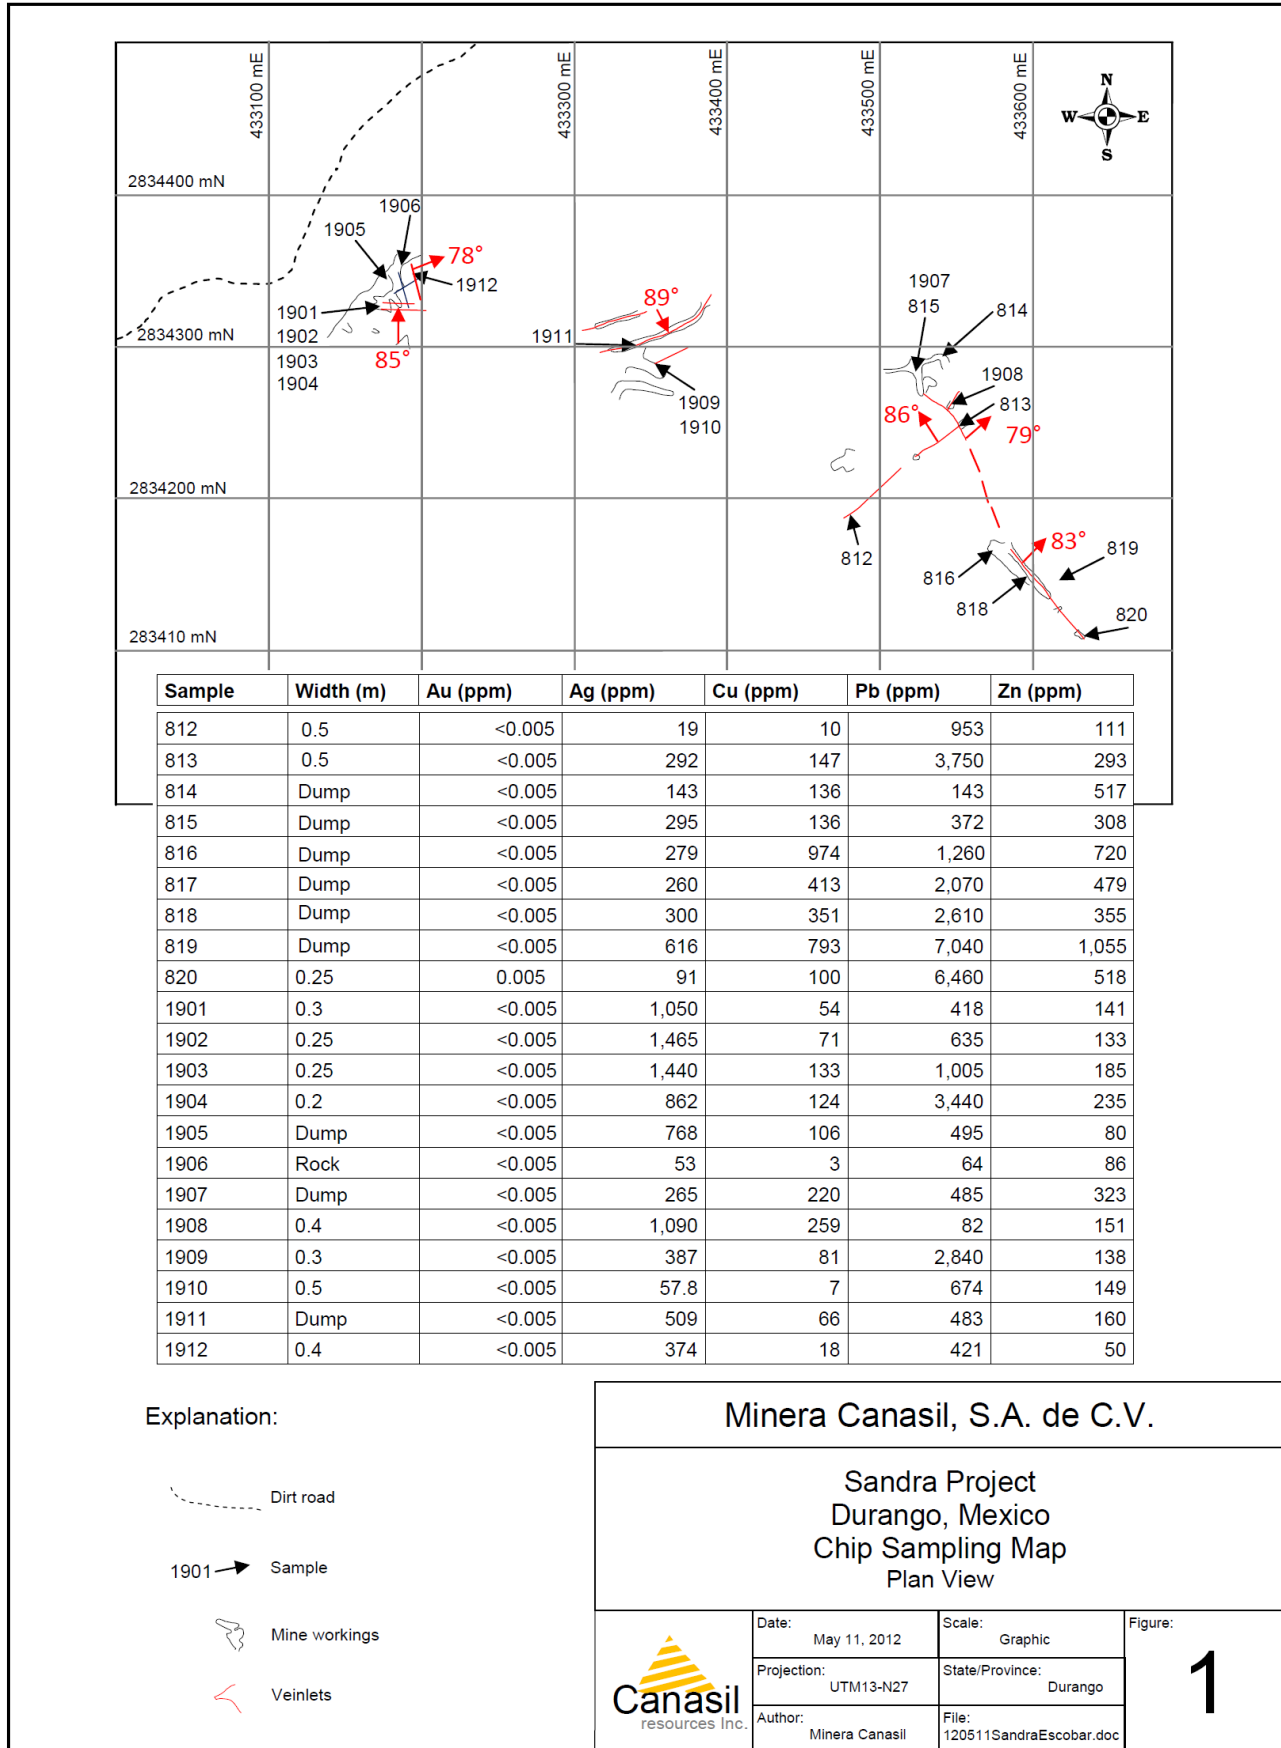 433100 mE
433300 mE
433400 mE
433500 mE
433600 mE
N
W E
S
2834400 mN
1906
1905
78°
1912
1901
1902
1903
1904
2834300 mN
85°
89°
1911
1909
1910
1907
815
814
1908
813
86°
79°
2834200 mN
812
83°
819
816
818
820
283410 mN
Sample Width (m) Au (ppm) Ag (ppm) Cu (ppm) Pb (ppm) Zn (ppm)
812 0.5 <0.005 19 10 953 111
813 0.5 <0.005 292 147 3,750 293
814 Dump <0.005 143 136 143 517
815 Dump <0.005 295 136 372 308
816 Dump <0.005 279 974 1,260 720
817 Dump <0.005 260 413 2,070 479
818 Dump <0.005 300 351 2,610 355
819 Dump <0.005 616 793 7,040 1,055
820 0.25 0.005 91 100 6,460 518
1901 0.3 <0.005 1,050 54 418 141
1902 0.25 <0.005 1,465 71 635 133
1903 0.25 <0.005 1,440 133 1,005 185
1904 0.2 <0.005 862 124 3,440 235
1905 Dump <0.005 768 106 495 80
1906 Rock <0.005 53 3 64 86
1907 Dump <0.005 265 220 485 323
1908 0.4 <0.005 1,090 259 82 151
1909 0.3 <0.005 387 81 2,840 138
1910 0.5 <0.005 57.8 7 674 149
1911 Dump <0.005 509 66 483 160
1912 0.4 <0.005 374 18 421 50
Explanation:
Dirt road
1901 Sample
Mine workings
Veinlets
Minera Canasil, S.A. de C.V.
Sandra Project
Durango, Mexico
Chip Sampling Map
Plan View
Canasil
resources Inc.
Date:
May 11, 2012
Scale:
Graphic
Figure:
1
Projection:
UTM13-N27
State/Province:
Durango
Author:
Minera Canasil
File:
120511SandraEscobar.doc